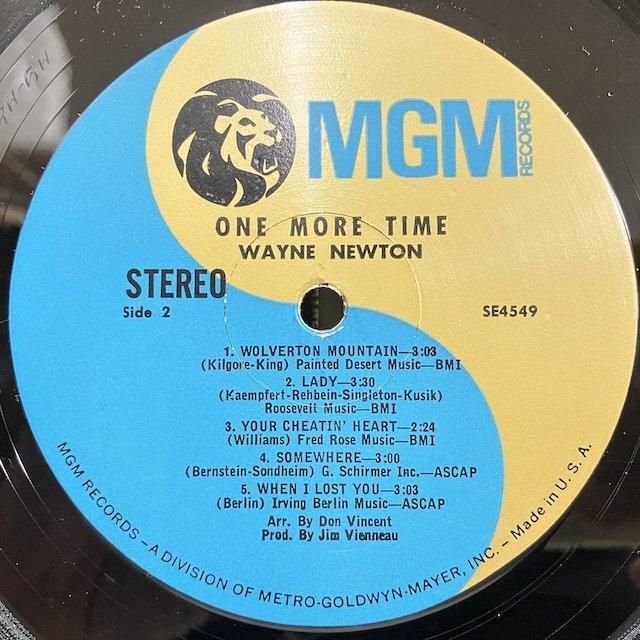 MGM RECORDS
ONE MORE TIME
WAYNE NEWTON
STEREO
Side 2
SE4549
1. WOLVERTON MOUNTAIN—3:03
(Kilgore-King) Painted Desert Music—BMI
2. LADY—3:30
(Kaempfert-Rehbein-Singleton-Kusik)
Roosevelt Music—BMI
3. YOUR CHEATIN' HEART—2:24
(Williams) Fred Rose Music—BMI
4. SOMEWHERE—3:00
(Bernstein-Sondheim) G. Schirmer Inc.—ASCAP
5. WHEN I LOST YOU—3:03
(Berlin) Irving Berlin Music—ASCAP
Arr. By Don Vincent
Prod. By Jim Vienneau
MGM RECORDS – A DIVISION OF METRO-GOLDWYN-MAYER, INC. – Made in U. S. A.